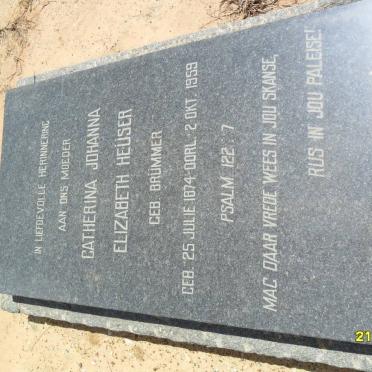 IN LIEFDEVOLLE HERINNERING
AAN ONS MOEDER
CATHERINA JOHANNA
ELIZABETH HEÜSER
GEB. BRÜMMER
GEB. 25 JULIE 1874-OORL. 2 OKT. 1959
PSALM 122 : 7
MAG DAAR VREDE WEES IN JOU SKANSE,
RUS IN JOU PALEISE!
21